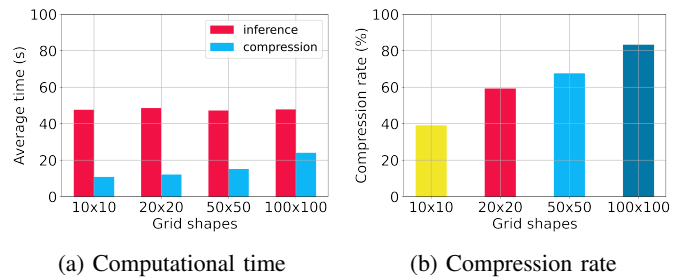 Average time (s)
100
80
60
40
20
0
inference
compression
10x10 20x20 50x50 100x100
Grid shapes
(a) Computational time
Compression rate (%)
100
80
60
40
20
0
10x10 20x20 50x50 100x100
Grid shapes
(b) Compression rate